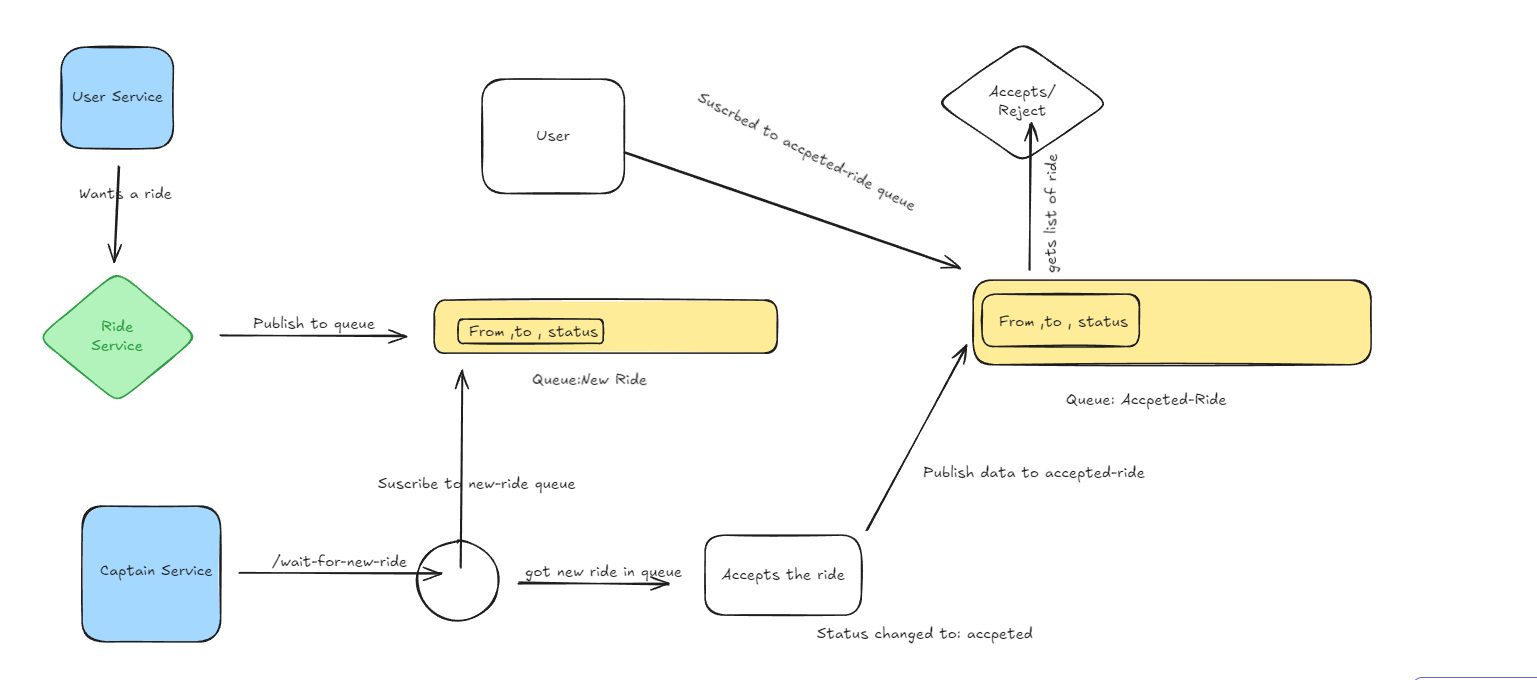 User Service
Wants a ride
Ride
Service
Publish to queue
User
Suscrbed to accpeted-ride queue
Accepts/
Reject
gets list of ride
From ,to , status
Queue:New Ride
From ,to , status
Queue: Accpeted-Ride
Suscribe to new-ride queue
Publish data to accepted-ride
Captain Service
/wait-for-new-ride
got new ride in queue
Accepts the ride
Status changed to: accpeted